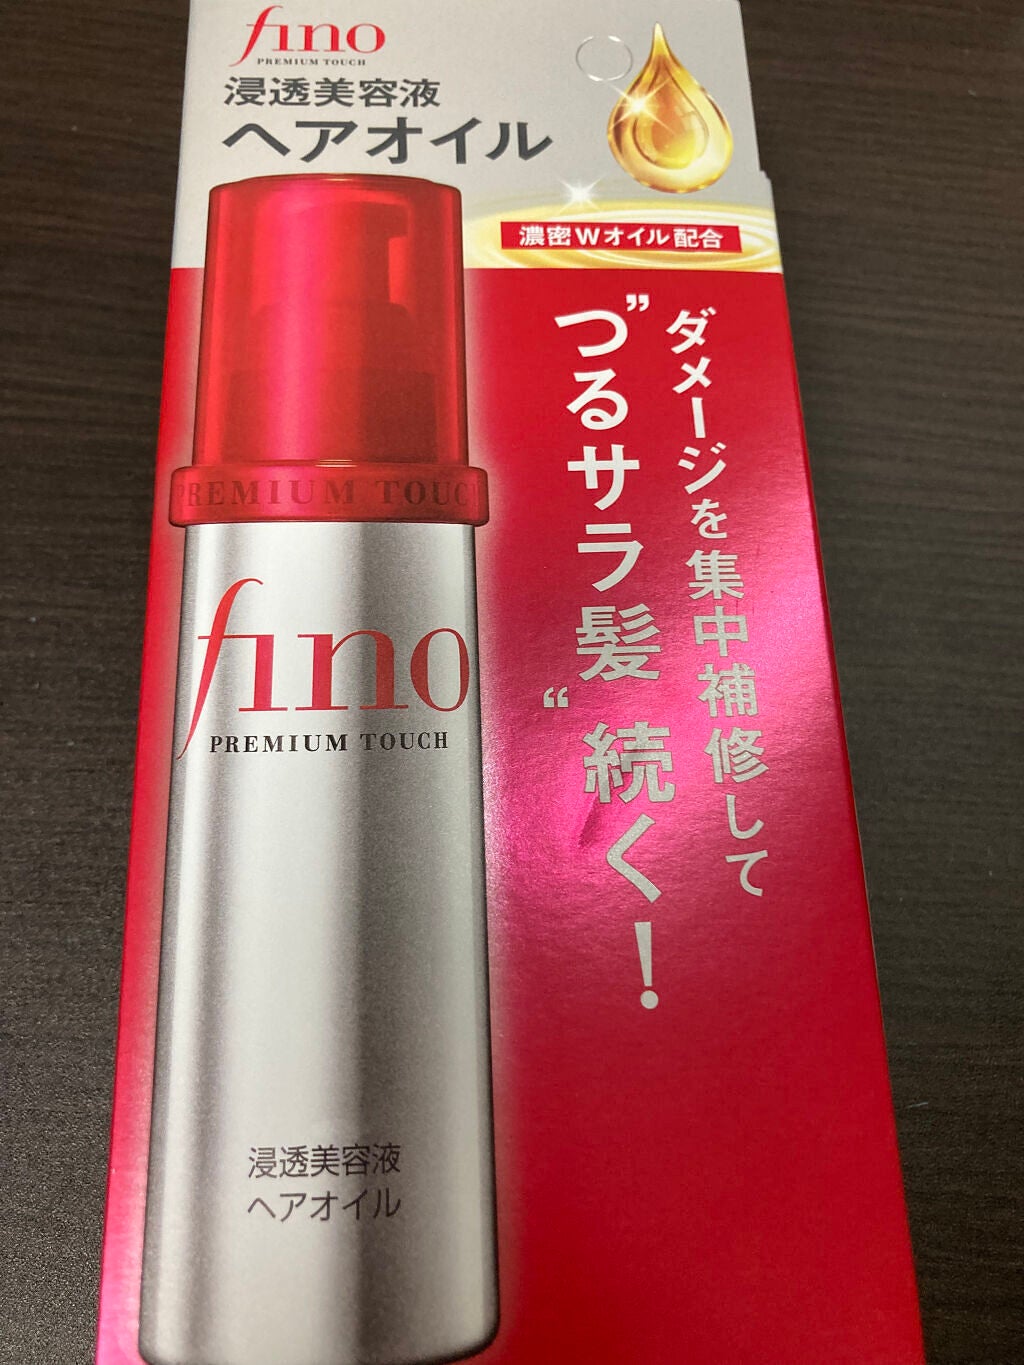 fino
PREMIUM TOUCH
浸透美容液
ヘアオイル
濃密Wオイル配合
ダメージを集中補修して
”つるサラ髪“続く!
PREMIUM TOUC
fino
PREMIUM TOUCH
浸透美容液
ヘアオイル